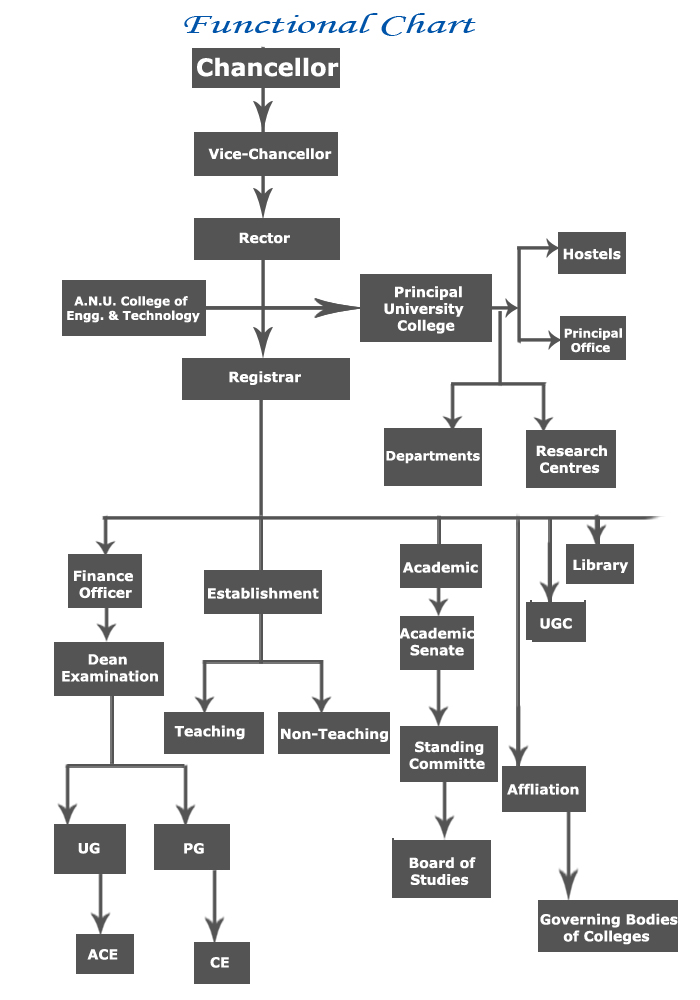 Functional Chart
Chancellor
Vice-Chancellor
Rector
Hostels
A.N.U. College of
Engg. & Technology
Principal
University
College
Principal
Office
Registrar
Departments
Research
Centres
Finance
Officer
Establishment
Academic
Library
UGC
Academic
Senate
Dean
Examination
Teaching
Non-Teaching
Standing
Committe
Affliation
UG
PG
Board of
Studies
Governing Bodies
of Colleges
ACE
CE